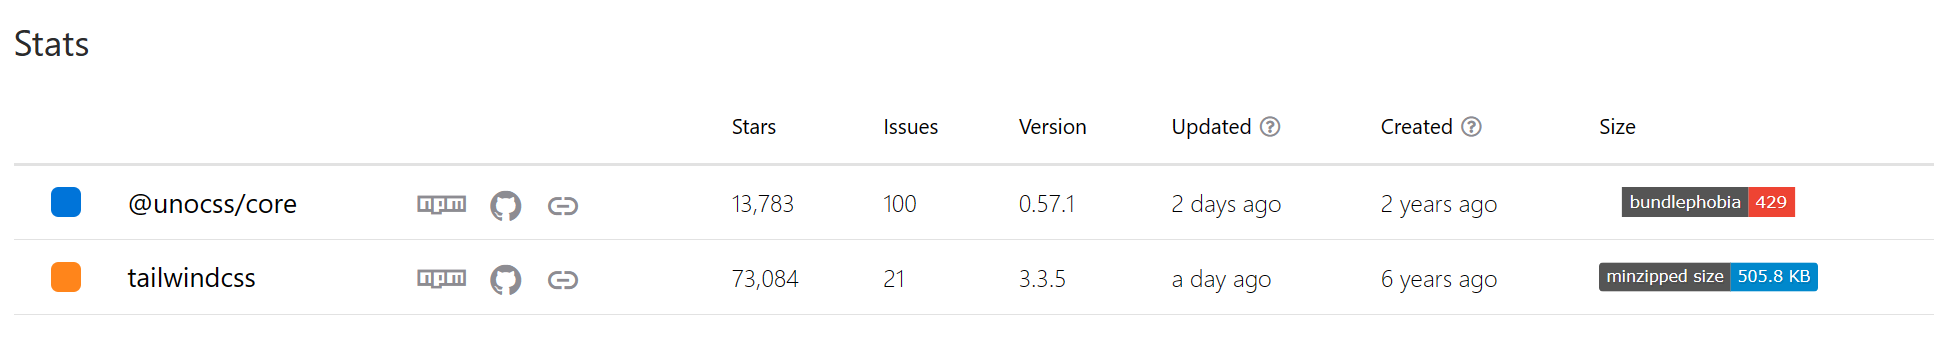 Stats
Stars Issues Version Updated ? Created ? Size
@unocss/core npm 13,783 100 0.57.1 2 days ago 2 years ago bundlephobia 429
tailwindcss npm 73,084 21 3.3.5 a day ago 6 years ago minzipped size 505.8 KB